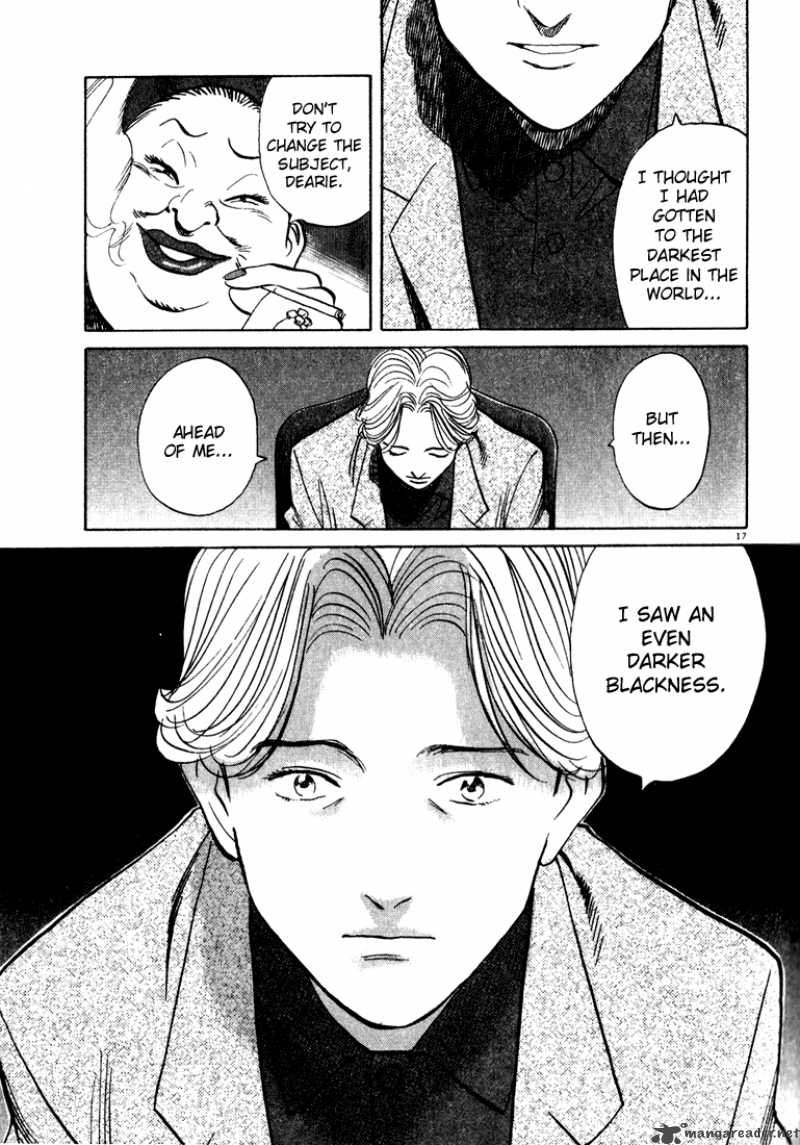 I THOUGHT
I HAD
GOTTEN
TO THE
DARKEST
PLACE IN THE
WORLD...
DON'T
TRY TO
CHANGE THE
SUBJECT,
DEARIE.
BUT
THEN...
AHEAD
OF ME...
17
I SAW AN
EVEN
DARKER
BLACKNESS.
mangareader.net